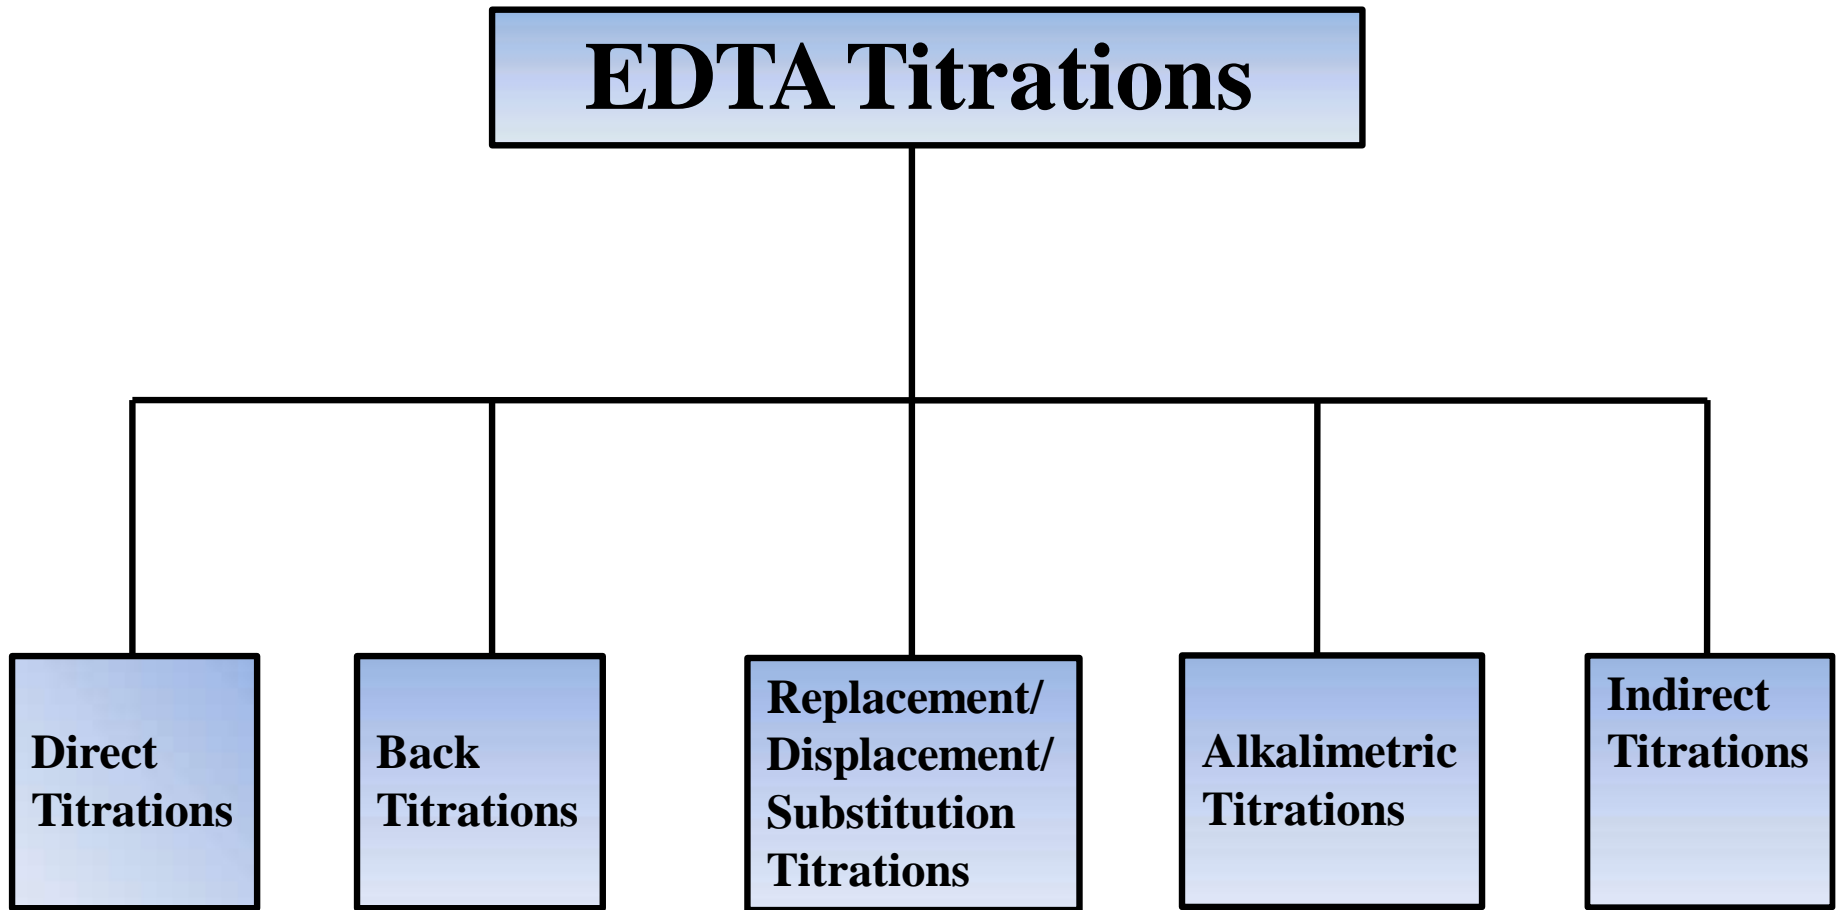 EDTA Titrations
Direct
Titrations
Back
Titrations
Replacement/
Displacement/
Substitution
Titrations
Alkalimetric
Titrations
Indirect
Titrations